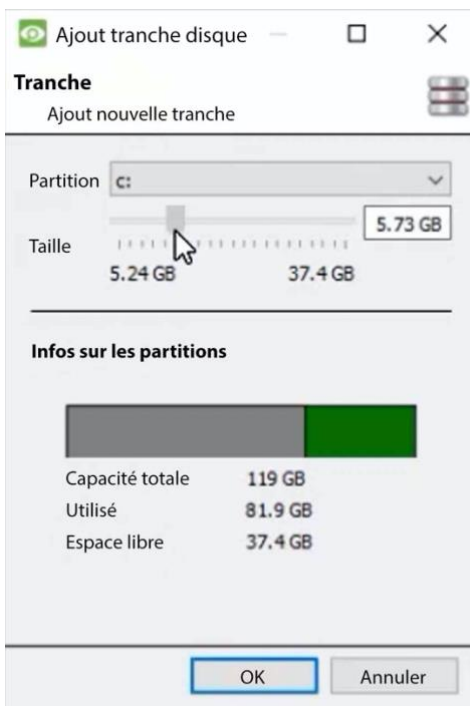 Ajout tranche disque
Tranche
Ajout nouvelle tranche
Partition C:
5.73 GB
Taille
5.24 GB 37.4 GB
Infos sur les partitions
Capacité totale 119 GB
Utilisé 81.9 GB
Espace libre 37.4 GB
OK Annuler